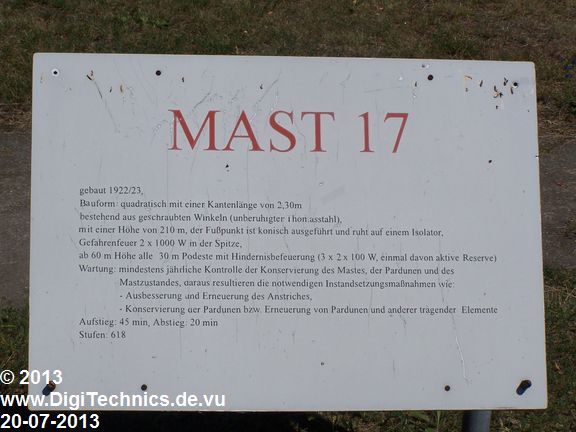 MAST 17
gebaut 1922/23,
Bauform: quadratisch mit einer Kantenlänge von 2,30m
bestehend aus geschraubten Winkeln (unberuhigter
mit einer Höhe von 210 m, der Fußpunkt ist konisch ausgeführt und ruht auf einem Isolator,
Gefahrenfeuer 2 x 1000 W in der Spitze,
ab 60 m Höhe alle 30 m Podeste mit Hindernisbefeuerung (3 x 2 x 100 W, einmal davon aktive Reserve)
Wartung: mindestens jährliche Kontrolle der Konservierung des Mastes, der Pardunen und des
Mastzustandes, daraus resultieren die notwendigen Instandsetzungsmaßnahmen wie:
- Ausbesserung und Erneuerung des Anstriches,
- Konservierung der Pardunen bzw. Erneuerung von Pardunen und anderer tragender Elemente
Aufstieg: 45 min, Abstieg: 20 min
Stufen: 618
© 2013
www.DigiTechnics.de.vu
20-07-2013